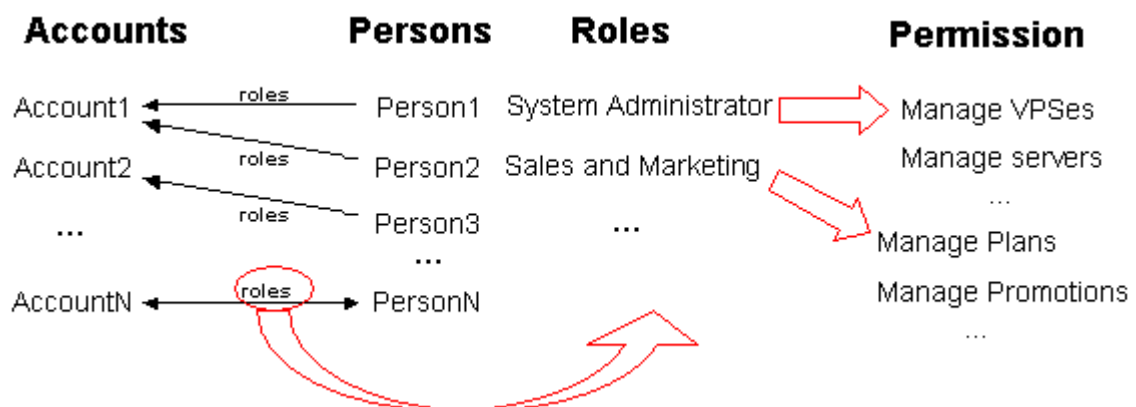 Accounts Persons Roles Permission
Account1 roles Person1 System Administrator Manage VPSes
Account2 roles Person2 Sales and Marketing Manage servers
...
roles Person3
... ... Manage Plans
...
AccountN roles PersonN Manage Promotions
...